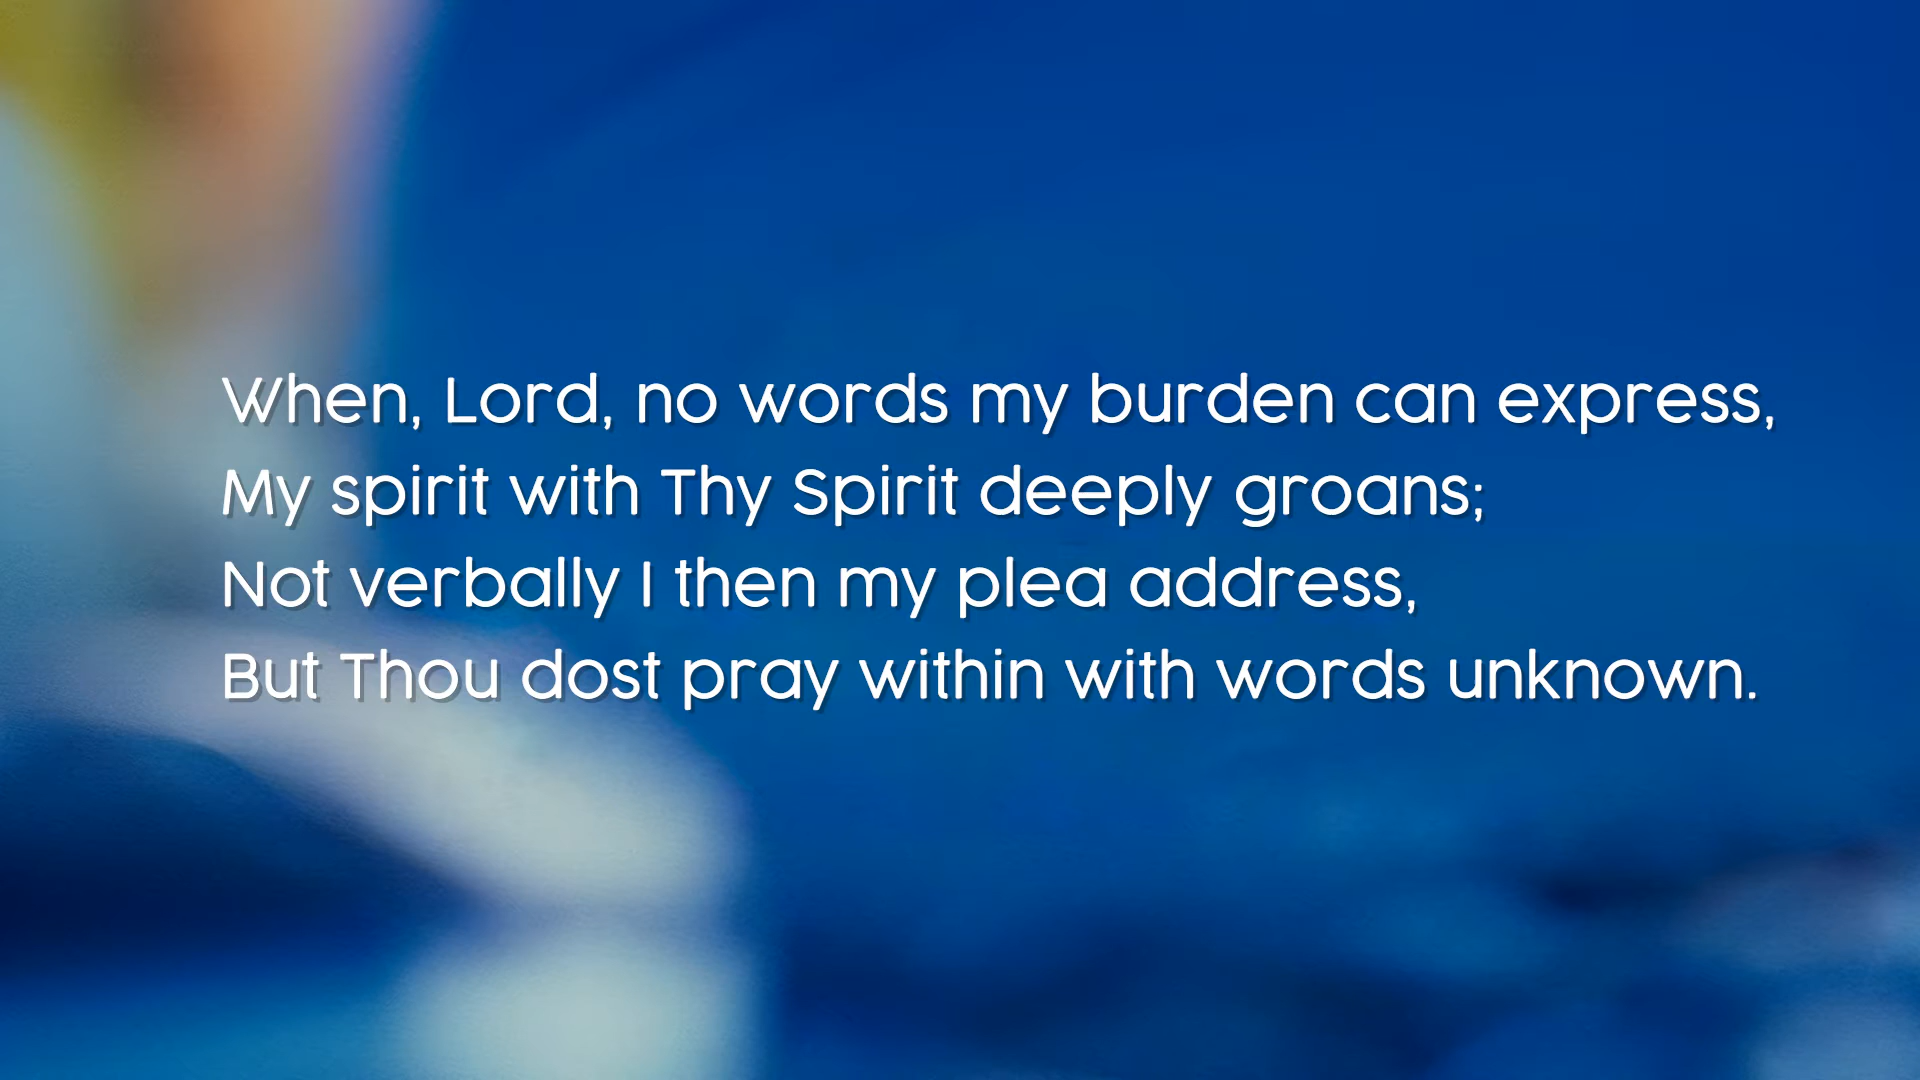 When, Lord, no words my burden can express,
My spirit with Thy Spirit deeply groans;
Not verbally I then my plea address,
But Thou dost pray within with words unknown.